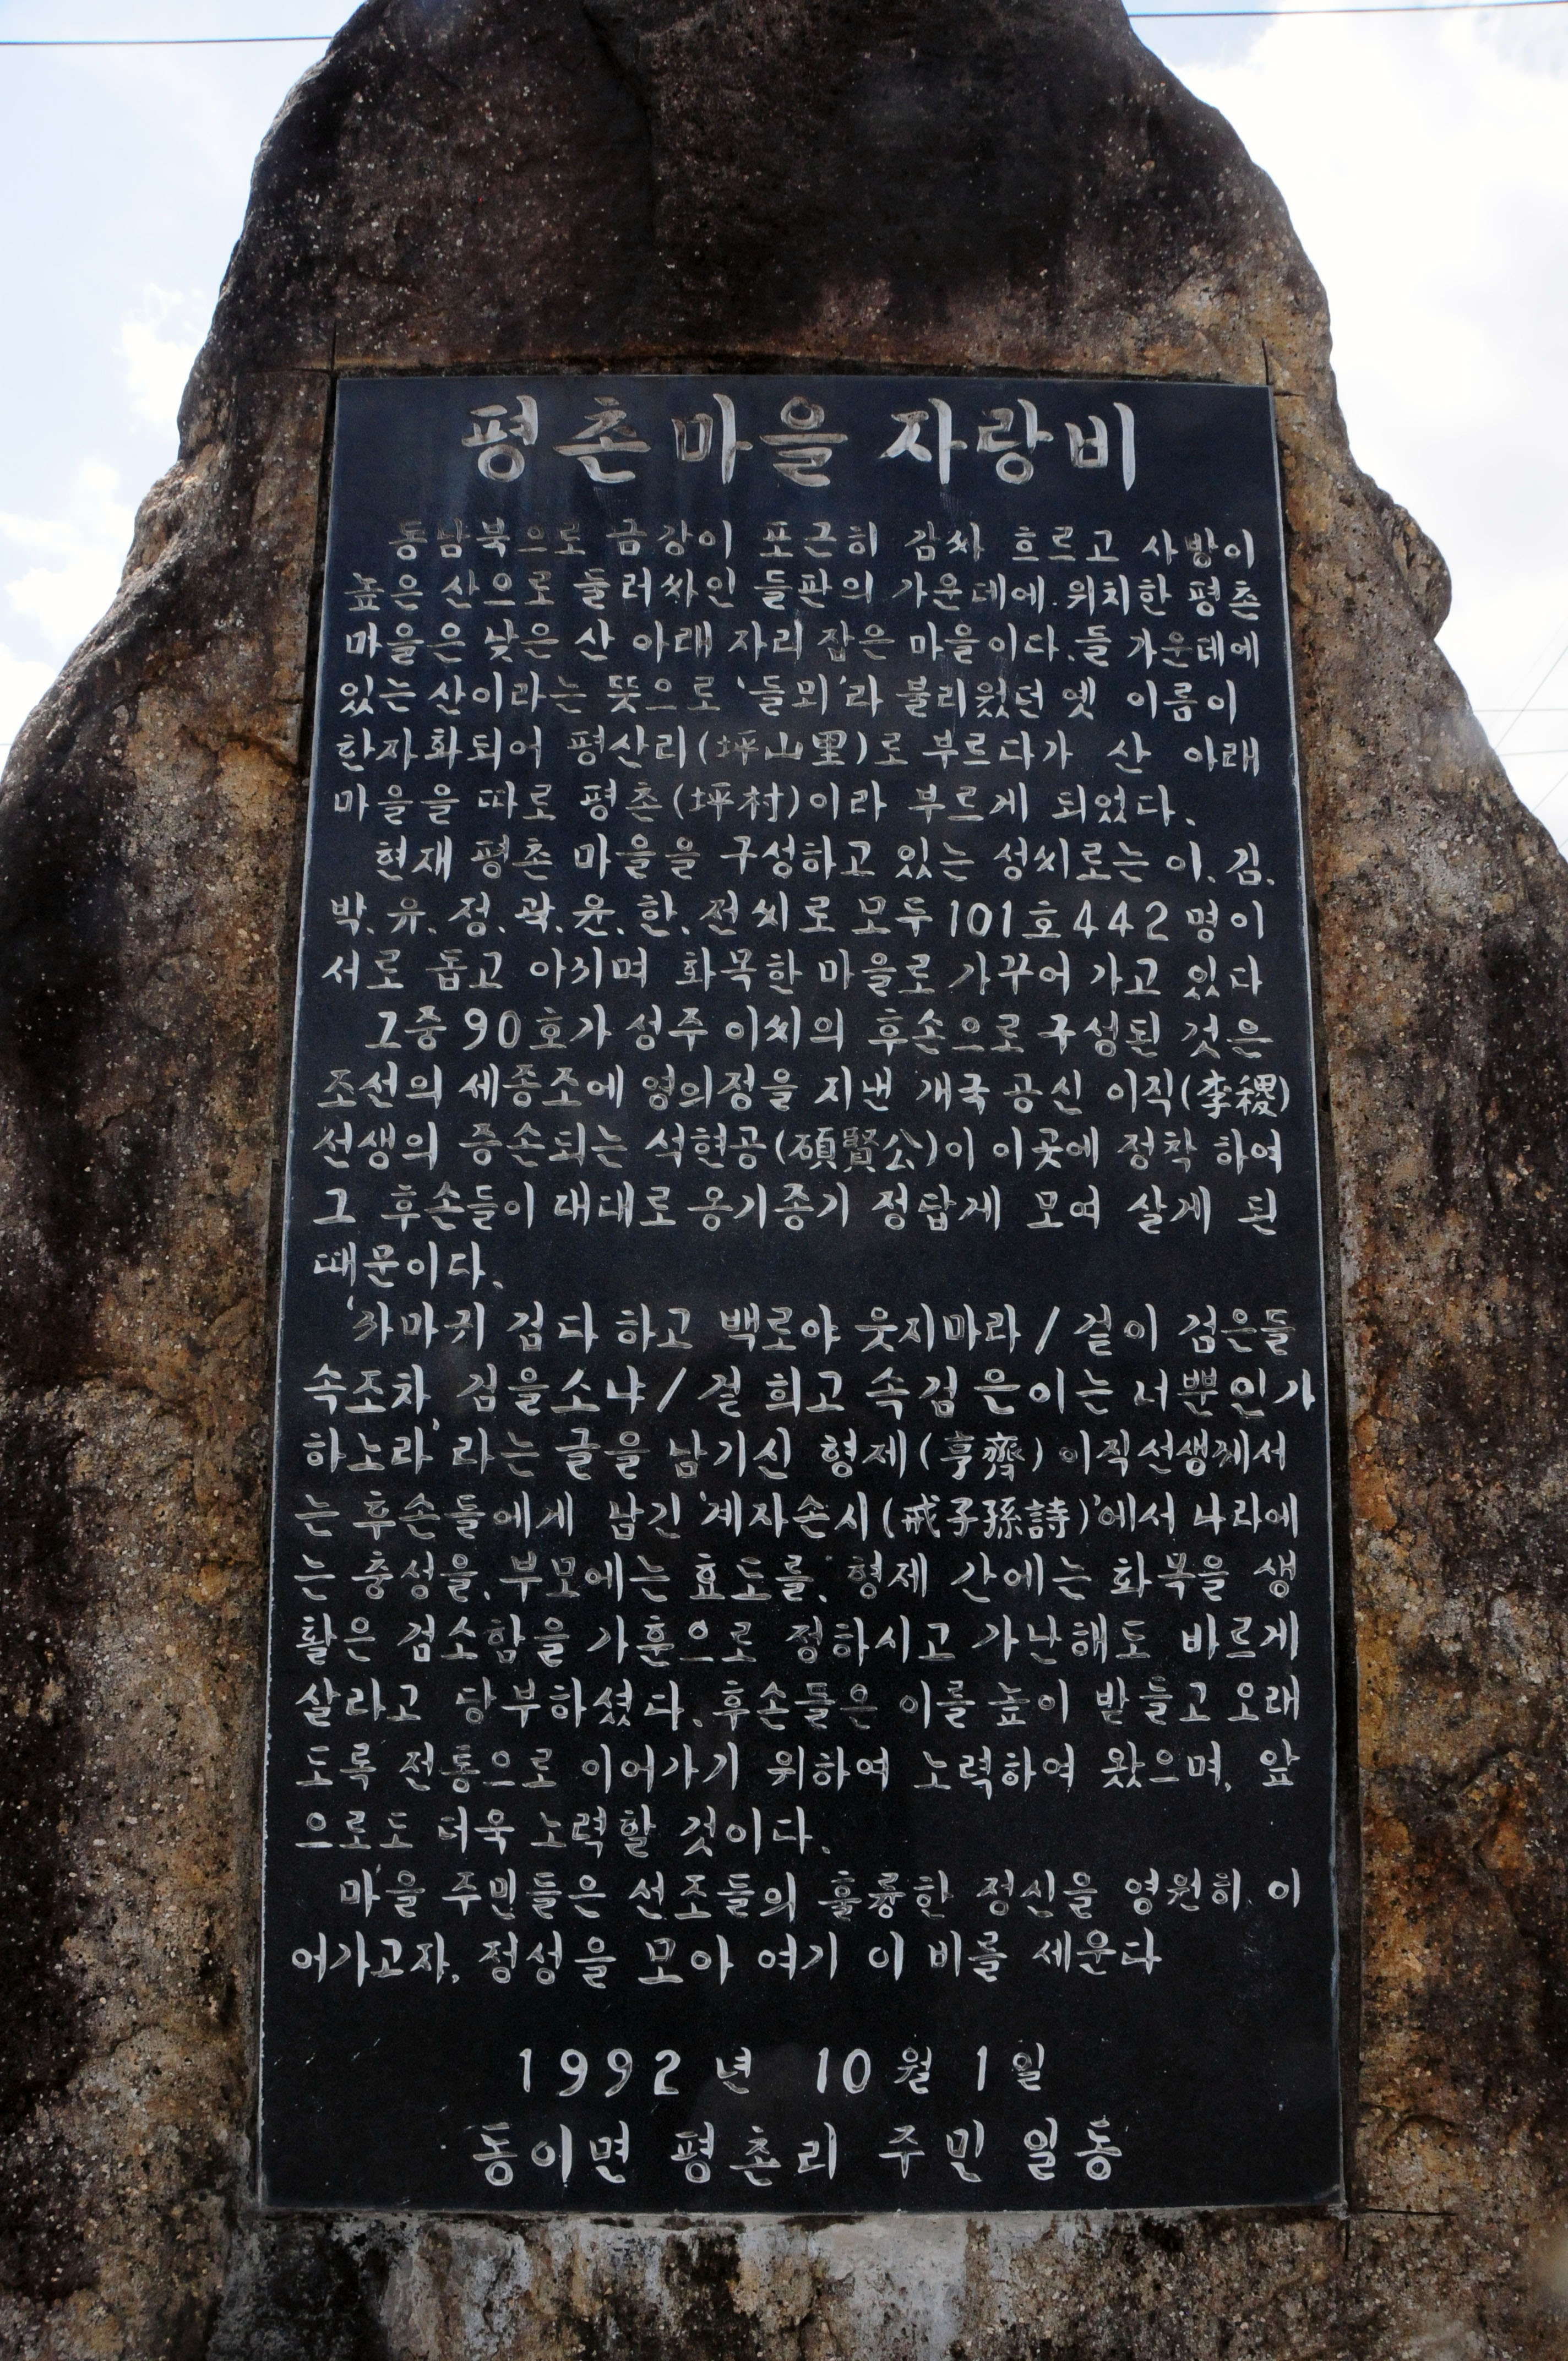 평촌마을 자랑비
동남북으로 금강이 포근히 감싸 흐르고 사방이
높은 산으로 둘러싸인 들판의 가운데에 위치한 평촌
마을은 낮은 산 아래 자리 잡은 마을이다. 들 가운데에
있는 산이라는 뜻으로 '들뫼'라 불리웠던 옛 이름이
한자화되어 평산리(坪山里)로 부르다가 산 아래
마을을 따로 평촌(坪村)이라 부르게 되었다.
현재 평촌 마을을 구성하고 있는 성씨로는 이. 김.
박. 유. 정. 곽. 윤. 한. 전씨로 모두 101호 442명이
서로 돕고 아끼며 화목한 마을로 가꾸어 가고 있다
그중 90호가 성주 이씨의 후손으로 구성된 것은
조선의 세종조에 영의정을 지낸 개국 공신 이직(李稷)
선생의 증손되는 석현공(碩賢公)이 이곳에 정착 하여
그 후손들이 대대로 옹기종기 정답게 모여 살게 된
때문이다.
'까마귀 검다 하고 백로야 웃지마라 / 겉이 검은들
속조차 검을소냐 / 겉 희고 속 검은 이는 너뿐인가
하노라' 라는 글을 남기신 형제(享齊) 이직선생께서
는 후손들에게 남긴 '계자손시(戒子孫詩)'에서 나라에
는 충성을, 부모에는 효도를, 형제 간에는 화목을 생
활은 검소함을 가훈으로 정하시고 가난해도 바르게
살라고 당부하셨다. 후손들은 이를 높이 받들고 오래
도록 전통으로 이어가기 위하여 노력하여 왔으며, 앞
으로도 더욱 노력할 것이다.
마을 주민들은 선조들의 훌륭한 정신을 영원히 이
어가고자, 정성을 모아 여기 이 비를 세운다
1992년 10월 1일
동이면 평촌리 주민 일동